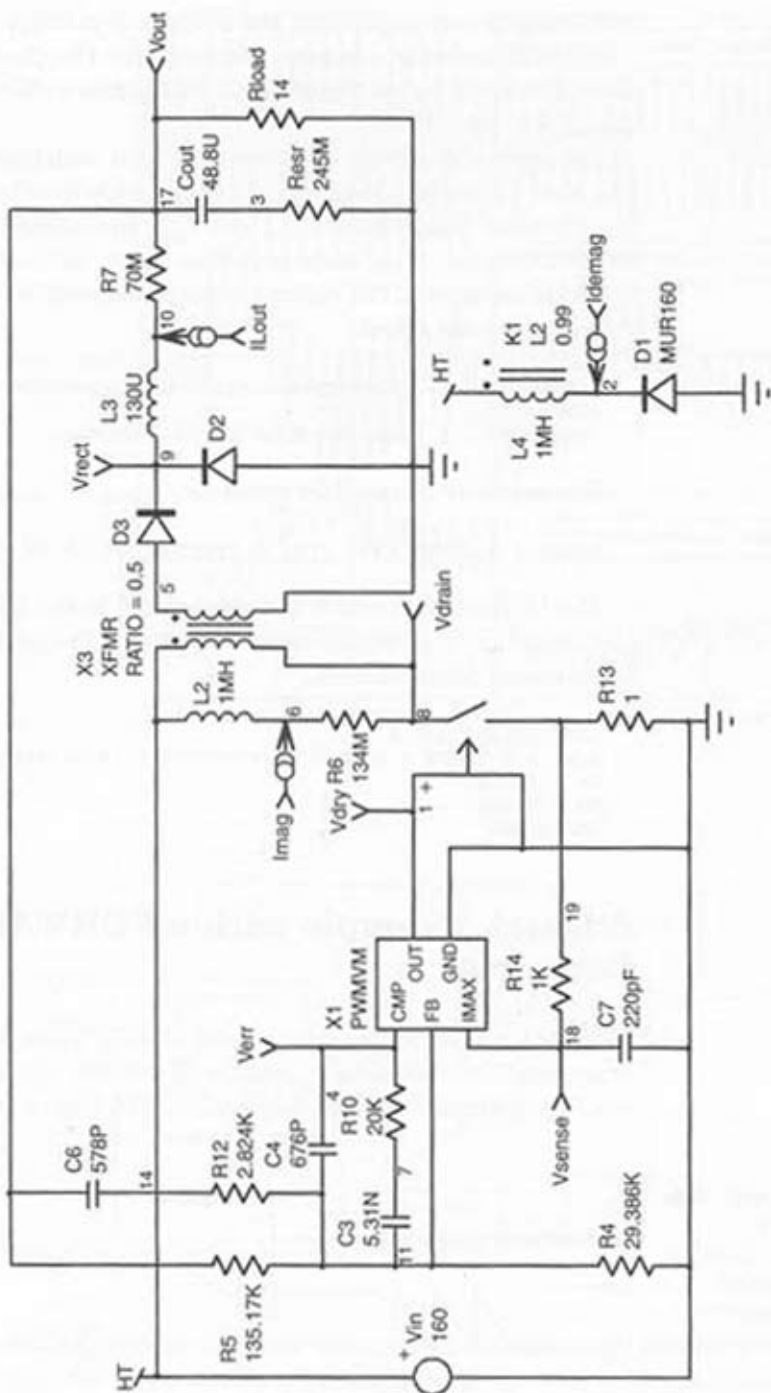 HT
Vin
160
+
R5
135.17K
R4
29.386K
C6
578P
14
R12
2.824K
C4
676P
4
C3
5.31N
11
7
R10
20K
Verr
X1
PWMVM
CMP
OUT
FB
GND
IMAX
Vsense
18
C7
220pF
R14
1K
19
Vdry
1
+
Imag
6
R6
134M
L2
1MH
8
Vdrain
R13
1
X3
XFMR
RATIO = 0.5
5
D3
Vrect
9
D2
L3
130U
10
ILout
R7
70M
17
Cout
48.8U
3
Resr
245M
Rload
14
Vout
HT
L4
1MH
K1
L2
0.99
2
Idemag
D1
MUR160